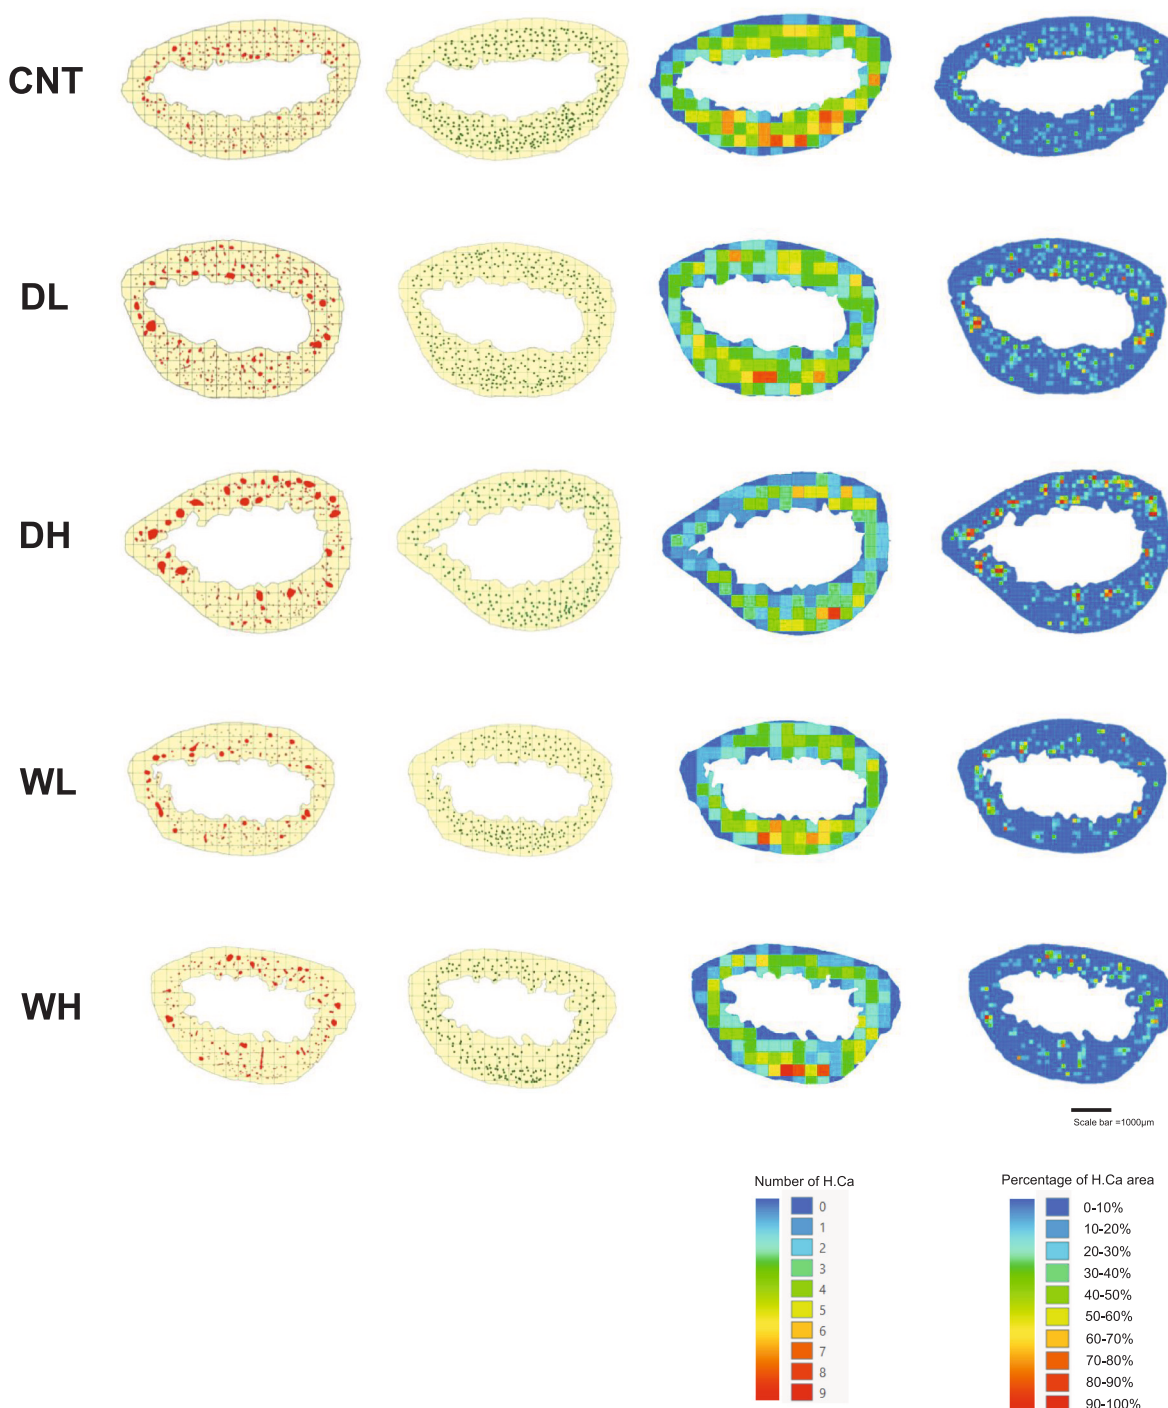 CNT
DL
DH
WL
WH
Scale bar =1000µm
Number of H.Ca
0
1
2
3
4
5
6
7
8
9
Percentage of H.Ca area
0-10%
10-20%
20-30%
30-40%
40-50%
50-60%
60-70%
70-80%
80-90%
90-100%